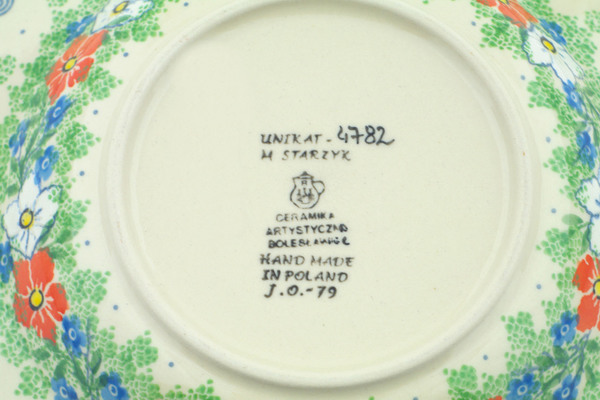 UNIKAT - 4782
M STARZYK
CERAMIKA
ARTYSTYCZNA
BOLESŁAWIEC
HAND MADE
IN POLAND
J.O.-79